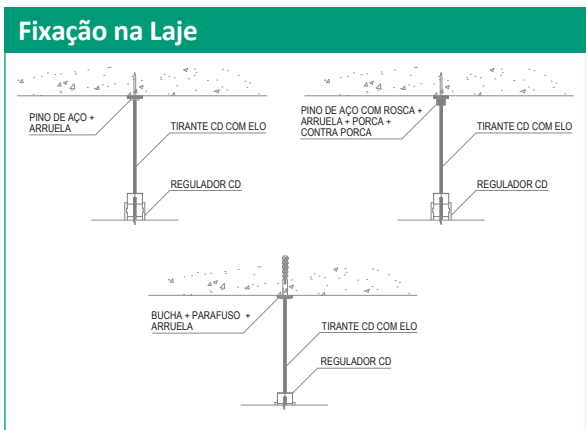 Fixação na Laje
PINO DE AÇO +
ARRUELA
TIRANTE CD COM ELO
REGULADOR CD
PINO DE AÇO COM ROSCA +
ARRUELA + PORCA +
CONTRA PORCA
TIRANTE CD COM ELO
REGULADOR CD
BUCHA + PARAFUSO +
ARRUELA
TIRANTE CD COM ELO
REGULADOR CD